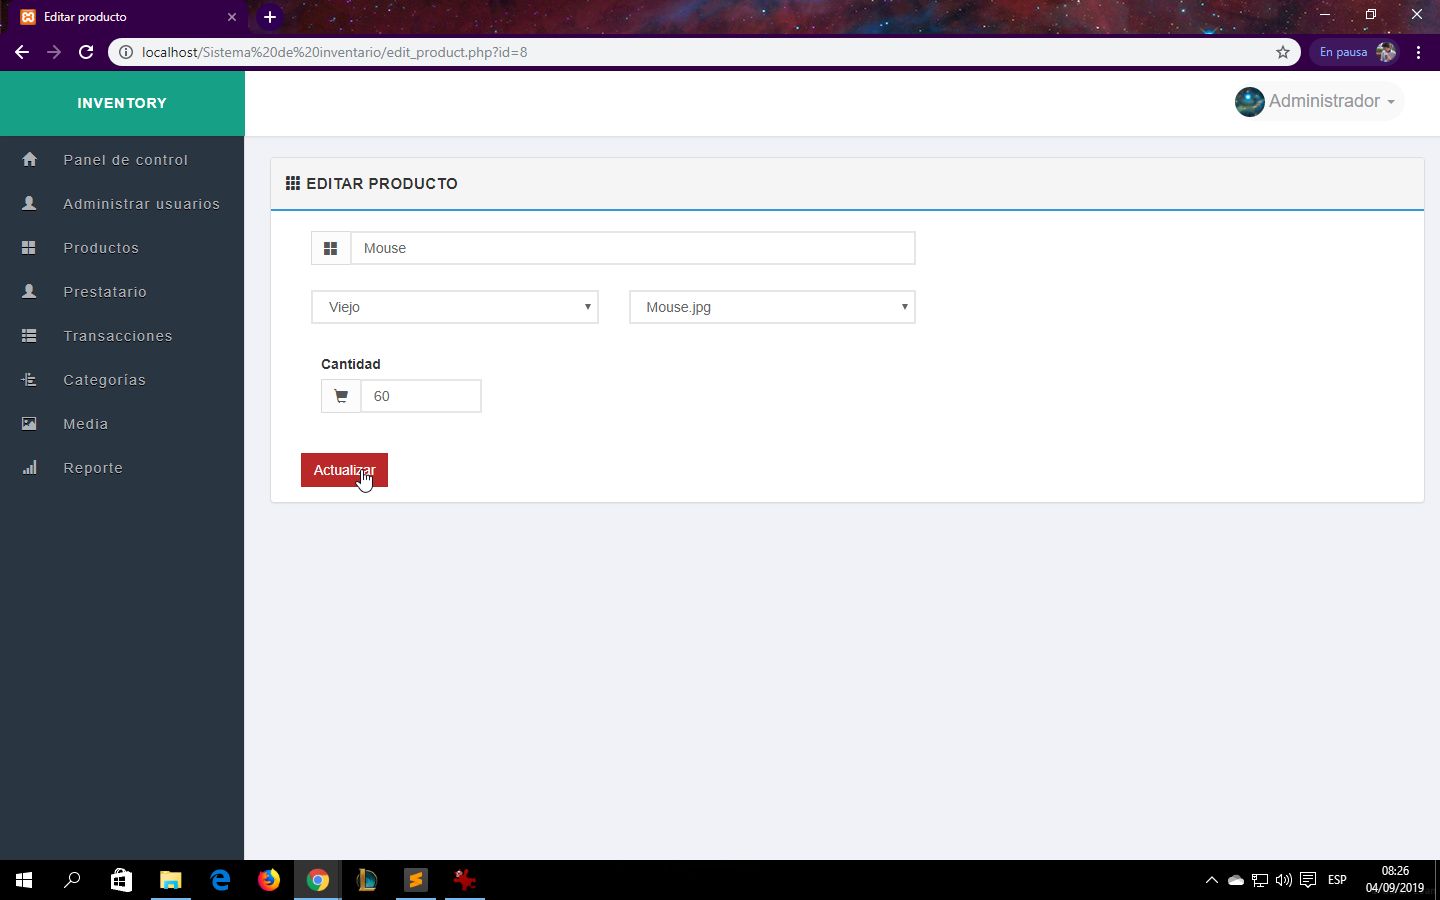 Editar producto
localhost/Sistema%20de%20inventario/edit_product.php?id=8
En pausa
INVENTORY
Administrador
Panel de control
Administrar usuarios
Productos
Prestatario
Transacciones
Categorías
Media
Reporte
EDITAR PRODUCTO
Mouse
Viejo
Mouse.jpg
Cantidad
60
Actualizar
ESP
08:26
04/09/2019